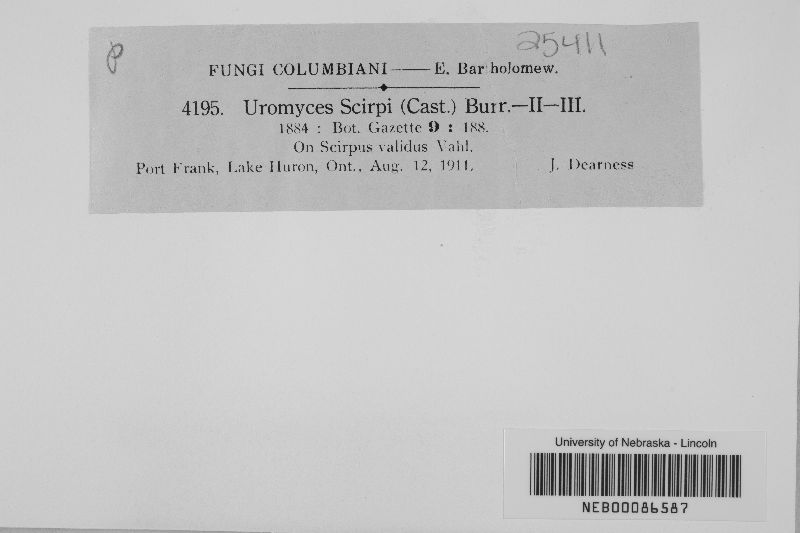 P
25411
FUNGI COLUMBIANI——E. Bartholomew.
4195. Uromyces Scirpi (Cast.) Burr.—II—III.
1884 : Bot. Gazette 9 : 188.
On Scirpus validus Vahl.
Port Frank, Lake Huron, Ont., Aug. 12, 1911. J. Dearness
University of Nebraska - Lincoln
NEB00086587